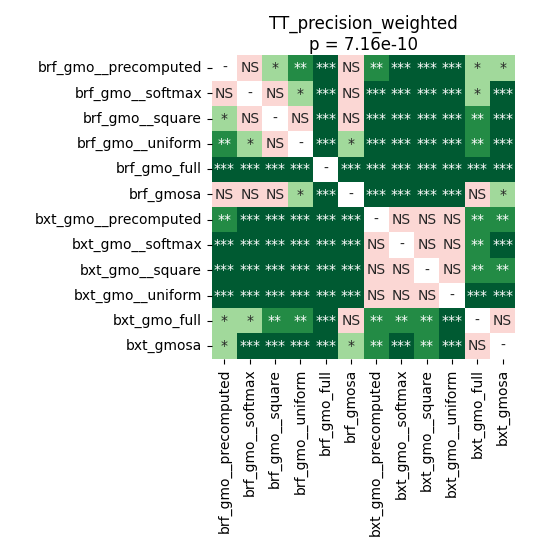 TT_precision_weighted
p = 7.16e-10
brf_gmo__precomputed - NS * ** *** NS ** *** *** *** * *
brf_gmo__softmax NS - NS * *** NS *** *** *** *** * ***
brf_gmo__square * NS - NS *** NS *** *** *** *** ** ***
brf_gmo__uniform ** * NS - *** * *** *** *** *** ** ***
brf_gmo_full *** *** *** *** - *** *** *** *** *** *** ***
brf_gmosa NS NS NS * *** - *** *** *** *** NS *
bxt_gmo__precomputed ** *** *** *** *** *** - NS NS NS ** **
bxt_gmo__softmax *** *** *** *** *** *** NS - NS NS ** ***
bxt_gmo__square *** *** *** *** *** *** NS NS - NS ** **
bxt_gmo__uniform *** *** *** *** *** *** NS NS NS - *** ***
bxt_gmo_full * * ** ** *** NS ** ** ** *** - NS
bxt_gmosa * *** *** *** *** * ** *** ** *** NS -
brf_gmo__precomputed
brf_gmo__softmax
brf_gmo__square
brf_gmo__uniform
brf_gmo_full
brf_gmosa
bxt_gmo__precomputed
bxt_gmo__softmax
bxt_gmo__square
bxt_gmo__uniform
bxt_gmo_full
bxt_gmosa